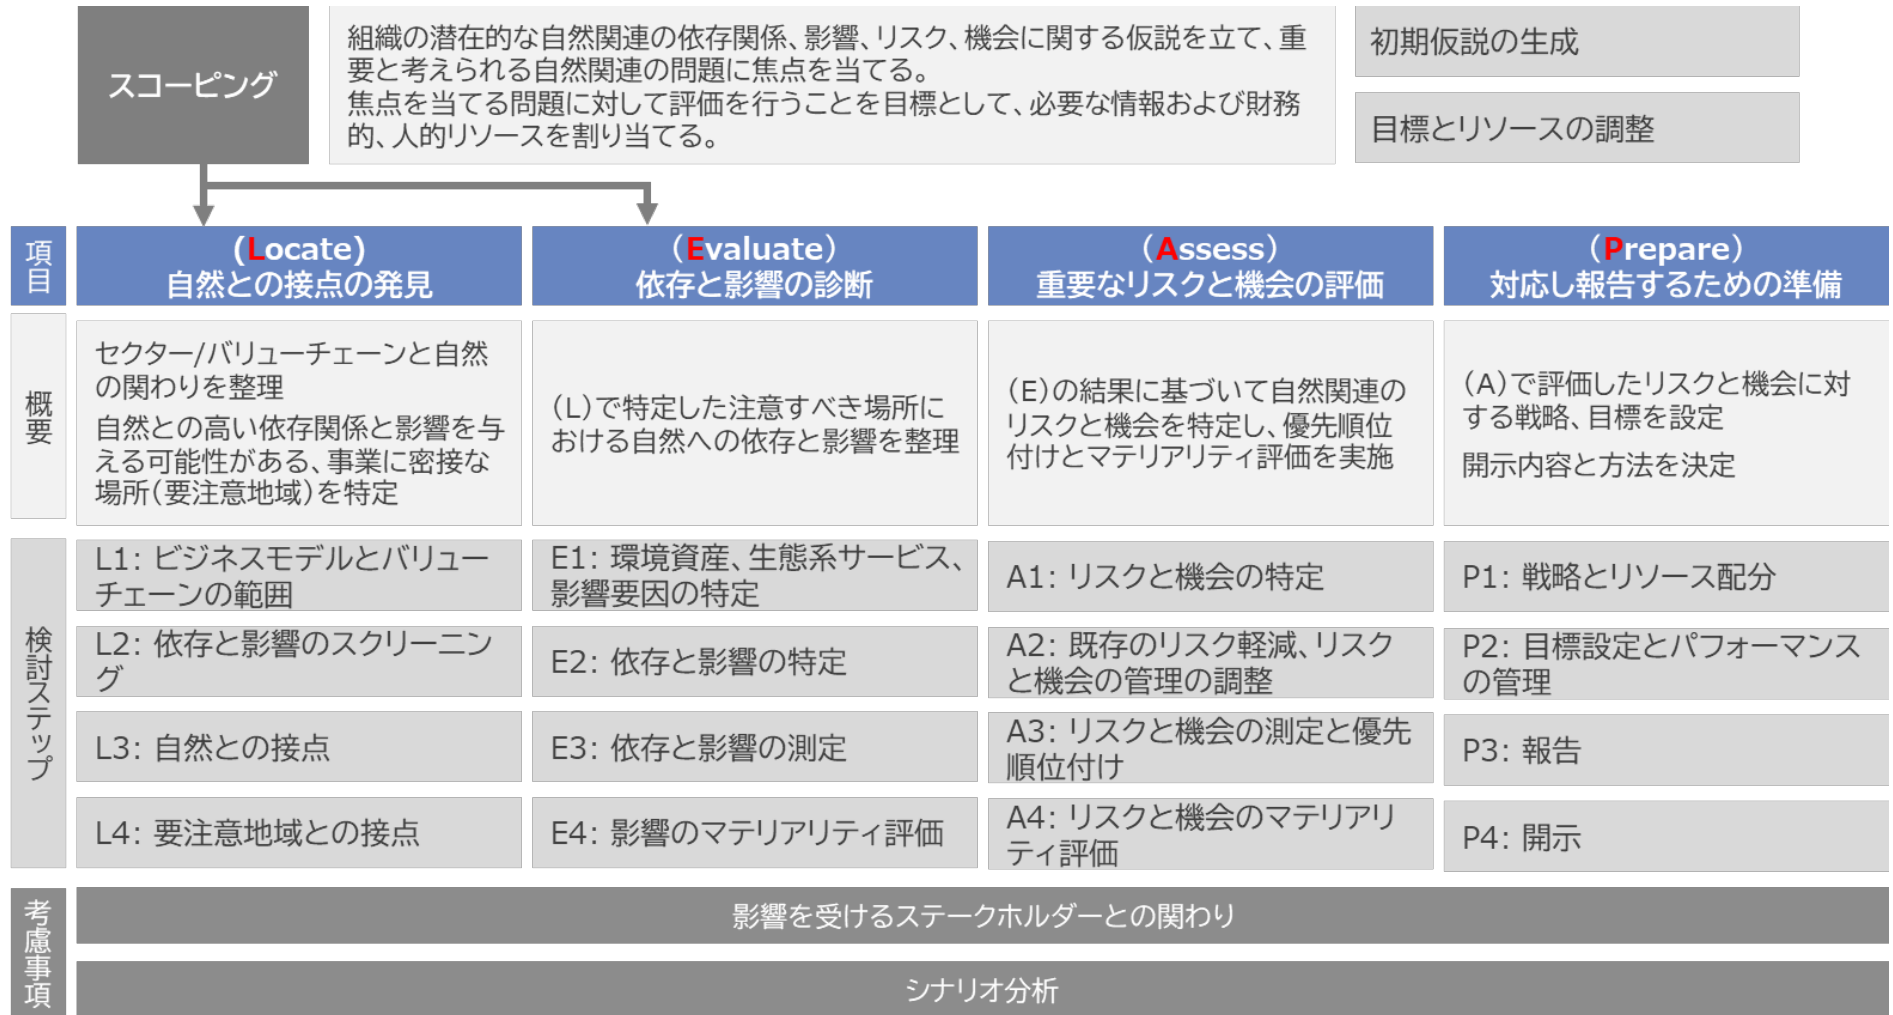 スコーピング
組織の潜在的な自然関連の依存関係、影響、リスク、機会に関する仮説を立て、重
要と考えられる自然関連の問題に焦点を当てる。
焦点を当てる問題に対して評価を行うことを目標として、必要な情報および財務
的、人的リソースを割り当てる。
初期仮説の生成
目標とリソースの調整
項目
(Locate)
自然との接点の発見
（Evaluate）
依存と影響の診断
（Assess）
重要なリスクと機会の評価
（Prepare）
対応し報告するための準備
概要
セクター/バリューチェーンと自然
の関わりを整理
自然との高い依存関係と影響を与
える可能性がある、事業に密接な
場所（要注意地域）を特定
（L）で特定した注意すべき場所に
おける自然への依存と影響を整理
（E）の結果に基づいて自然関連の
リスクと機会を特定し、優先順位
付けとマテリアリティ評価を実施
（A）で評価したリスクと機会に対
する戦略、目標を設定
開示内容と方法を決定
検討ステップ
L1: ビジネスモデルとバリュー
チェーンの範囲
E1: 環境資産、生態系サービス、
影響要因の特定
A1: リスクと機会の特定
P1: 戦略とリソース配分
L2: 依存と影響のスクリーニン
グ
E2: 依存と影響の特定
A2: 既存のリスク軽減、リスク
と機会の管理の調整
P2: 目標設定とパフォーマンス
の管理
L3: 自然との接点
E3: 依存と影響の測定
A3: リスクと機会の測定と優先
順位付け
P3: 報告
L4: 要注意地域との接点
E4: 影響のマテリアリティ評価
A4: リスクと機会のマテリアリ
ティ評価
P4: 開示
考慮事項
影響を受けるステークホルダーとの関わり
シナリオ分析